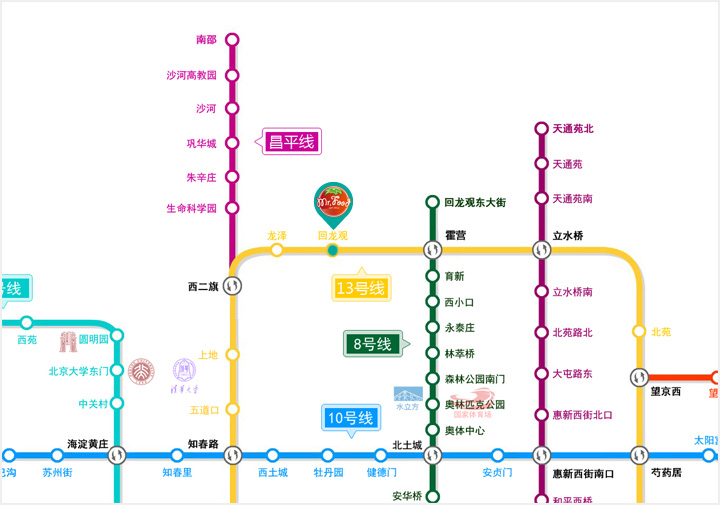 南邵
沙河高教园
沙河
巩华城
昌平线
朱辛庄
生命科学园
Mr.Food
天通苑北
天通苑
天通苑南
回龙观东大街
龙泽
回龙观
霍营
立水桥
西二旗
13号线
育新
西小口
立水桥南
号线
永泰庄
8号线
林萃桥
北苑路北
北苑
西苑
圆明园
上地
北京大学东门
清华大学
森林公园南门
大屯路东
望京西
望
水立方
国家体育场
中关村
五道口
奥林匹克公园
惠新西街北口
10号线
奥体中心
海淀黄庄
知春路
北土城
太阳宫
沟
苏州街
知春里
西土城
牡丹园
健德门
安贞门
惠新西街南口
芍药居
安华桥
和平西桥